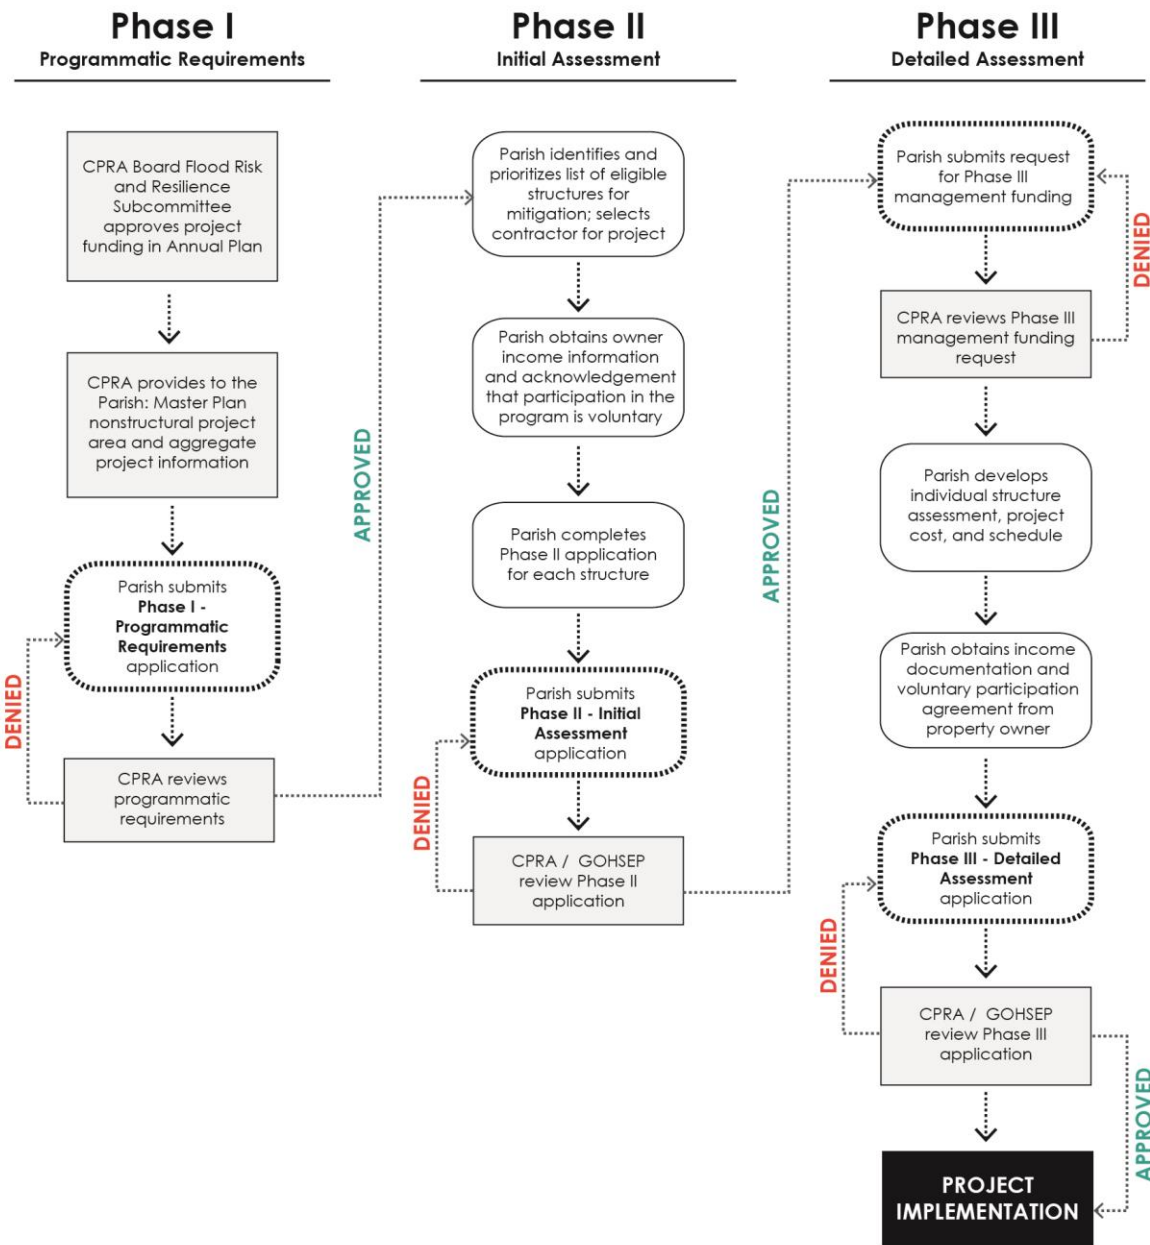 Phase I
Programmatic Requirements
CPRA Board Flood Risk
and Resilience
Subcommittee
approves project
funding in Annual Plan
CPRA provides to the
Parish: Master Plan
nonstructural project
area and aggregate
project information
Parish submits
Phase I -
Programmatic
Requirements
application
DENIED
CPRA reviews
programmatic
requirements
APPROVED
Phase II
Initial Assessment
Parish identifies and
prioritizes list of eligible
structures for
mitigation; selects
contractor for project
Parish obtains owner
income information
and acknowledgement
that participation in the
program is voluntary
Parish completes
Phase II application
for each structure
Parish submits
Phase II - Initial
Assessment
application
DENIED
CPRA / GOHSEP
review Phase II
application
APPROVED
Phase III
Detailed Assessment
Parish submits request
for Phase III
management funding
DENIED
CPRA reviews Phase III
management funding
request
Parish develops
individual structure
assessment, project
cost, and schedule
Parish obtains income
documentation and
voluntary participation
agreement from
property owner
Parish submits
Phase III - Detailed
Assessment
application
DENIED
CPRA / GOHSEP
review Phase III
application
APPROVED
PROJECT
IMPLEMENTATION